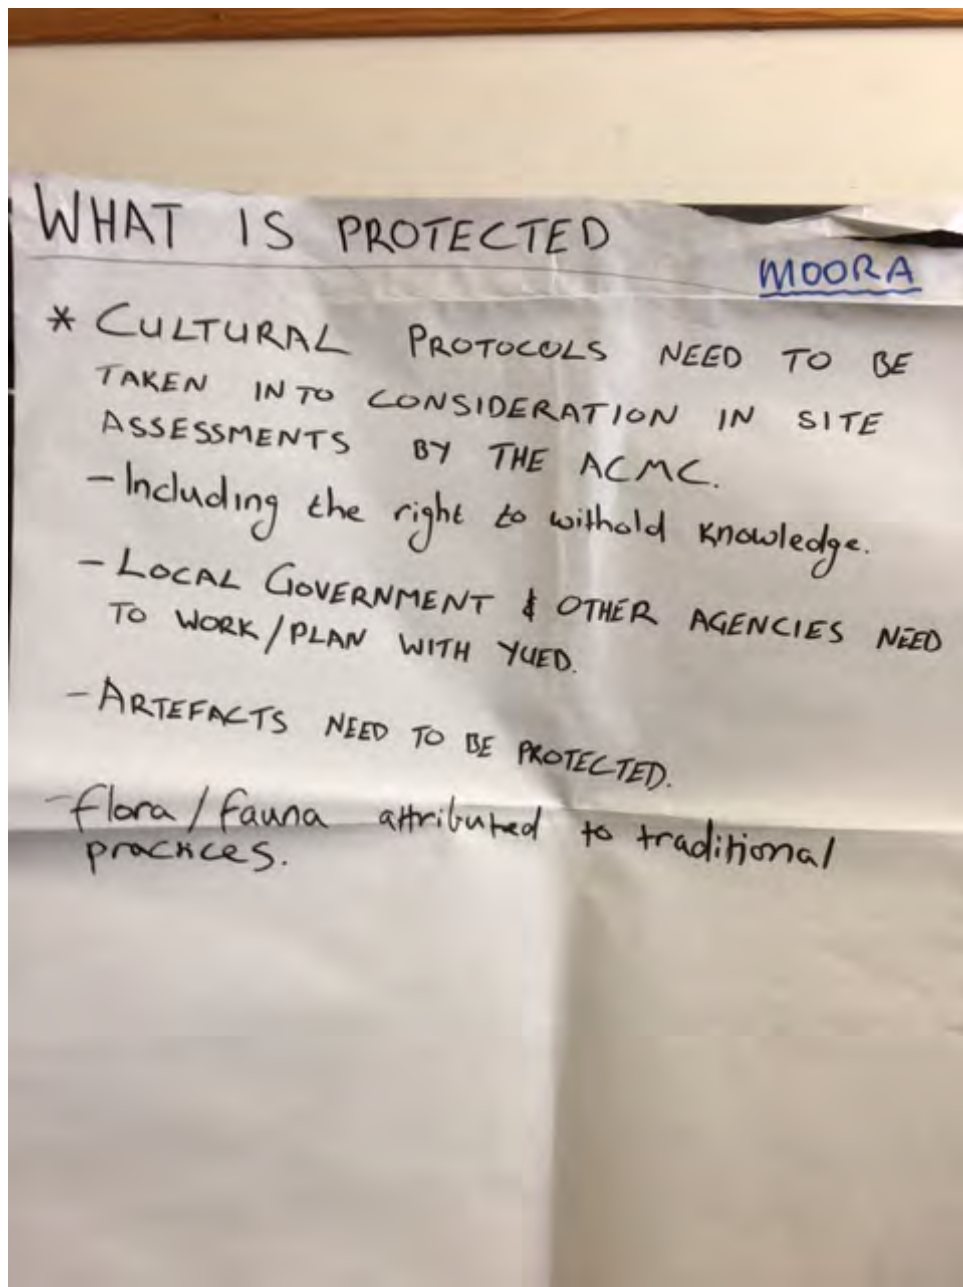 WHAT IS PROTECTED
MOORA
* CULTURAL PROTOCOLS NEED TO BE
TAKEN INTO CONSIDERATION IN SITE
ASSESSMENTS BY THE ACMC.
- Including the right to withold knowledge.
- LOCAL GOVERNMENT & OTHER AGENCIES NEED
TO WORK/PLAN WITH YUED.
- ARTEFACTS NEED TO BE PROTECTED.
- flora/fauna attributed to traditional
practices.